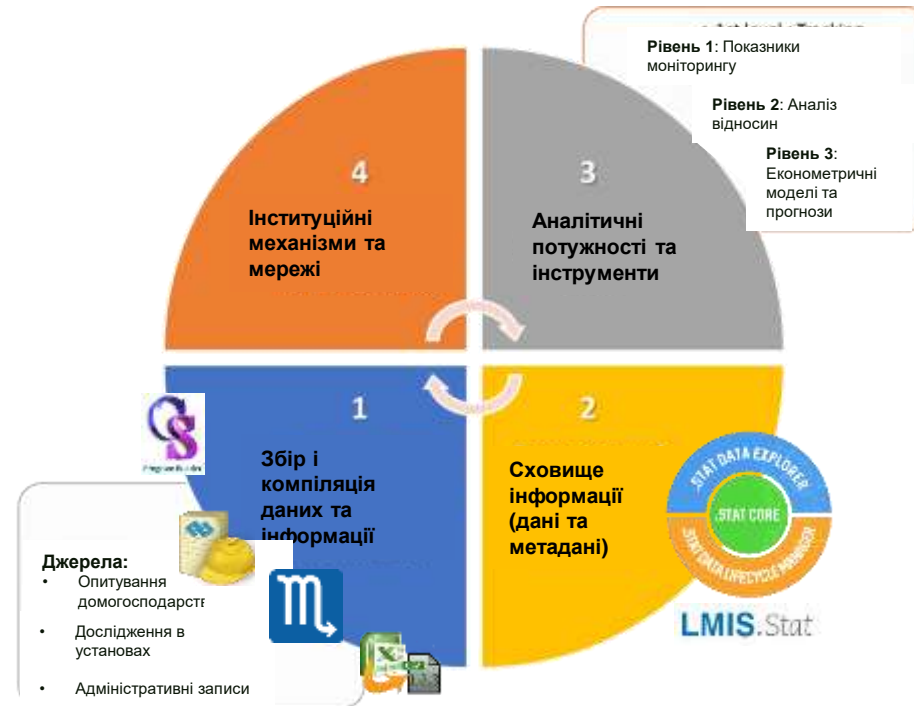 Рівень 1: Показники
моніторингу
Рівень 2: Аналіз
відносин
Рівень 3:
Економетричні
моделі та
прогнози
4
Інституційні
механізми та
мережі
3
Аналітичні
потужності та
інструменти
1
Збір і
компіляція
даних та
інформації
2
Сховище
інформації
(дані та
метадані)
.STAT DATA EXPLORER
.STAT CORE
.STAT DATA LIFECYCLE MANAGER
LMIS.Stat
Джерела:
• Опитування
домогосподарств
• Дослідження в
установах
• Адміністративні записи